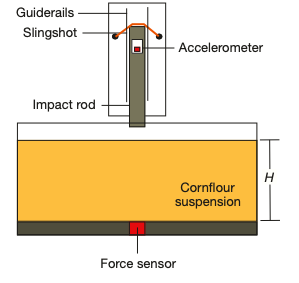 Guiderails
Slingshot
Accelerometer
Impact rod
H
Cornflour
suspension
Force sensor